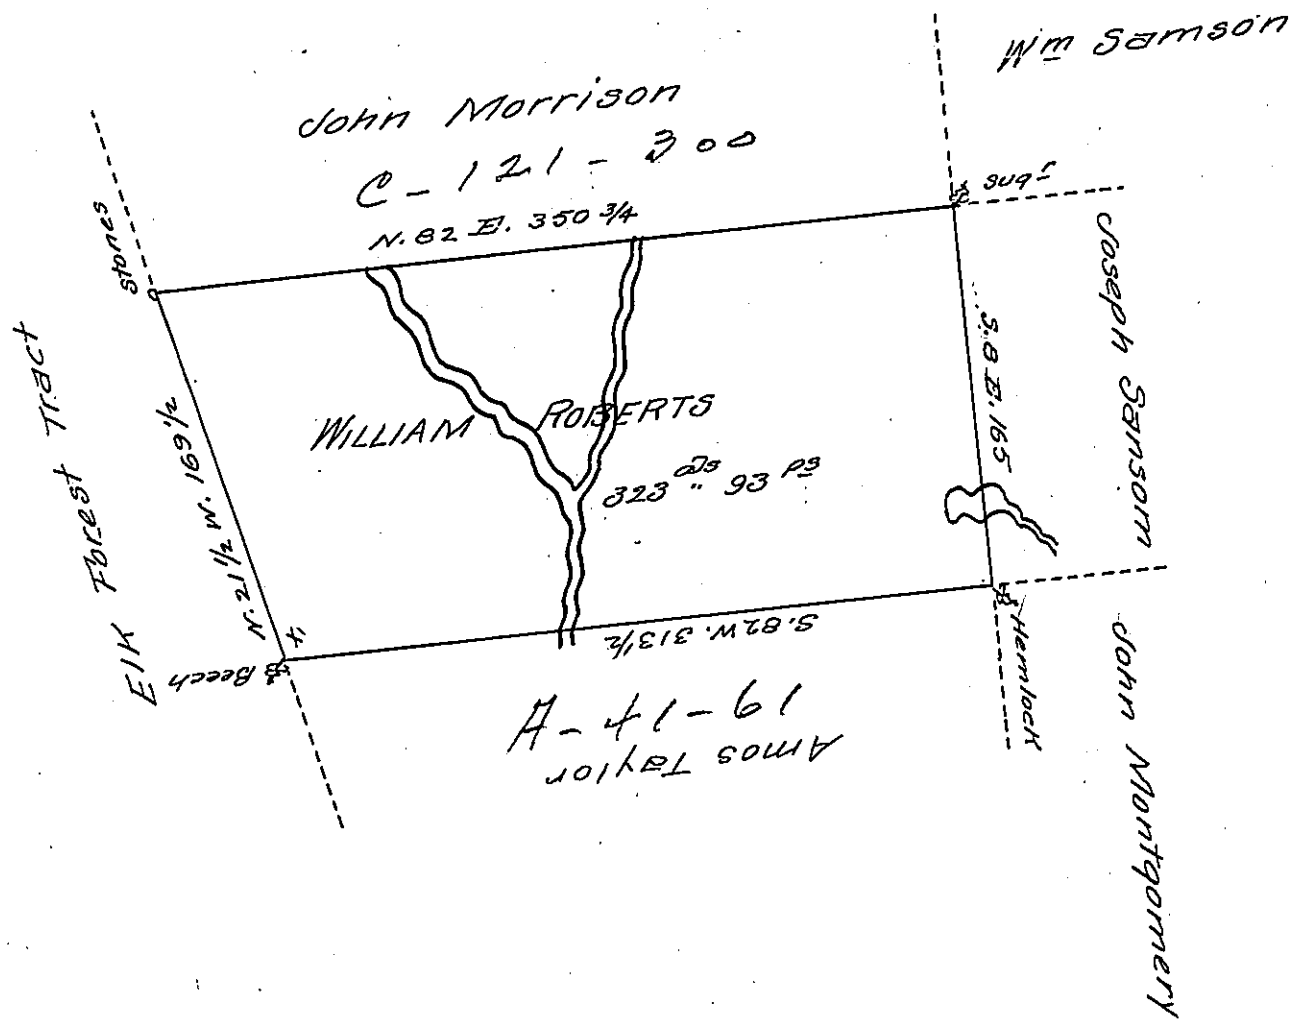 Wm Samson
John Morrison
C-121-300
N. 82 E. 350 3/4
Sugr
stones
Joseph Sansom
S. 8 E. 165
Elk Forest Tract
N. 21 1/2 W. 169 1/2
WILLIAM ROBERTS
323 as " 93 ps
S. 82 W. 313 1/2
Beech
Hemlock
A-41-61
Amos Taylor
John Montgomery